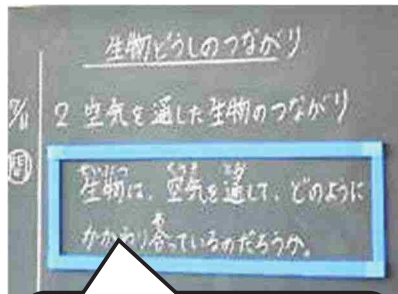 生物どうしのつながり
7/11 2 空気を通した生物のつながり
問 生物は、空気を通して、どのように
かかわり合っているのだろうか。